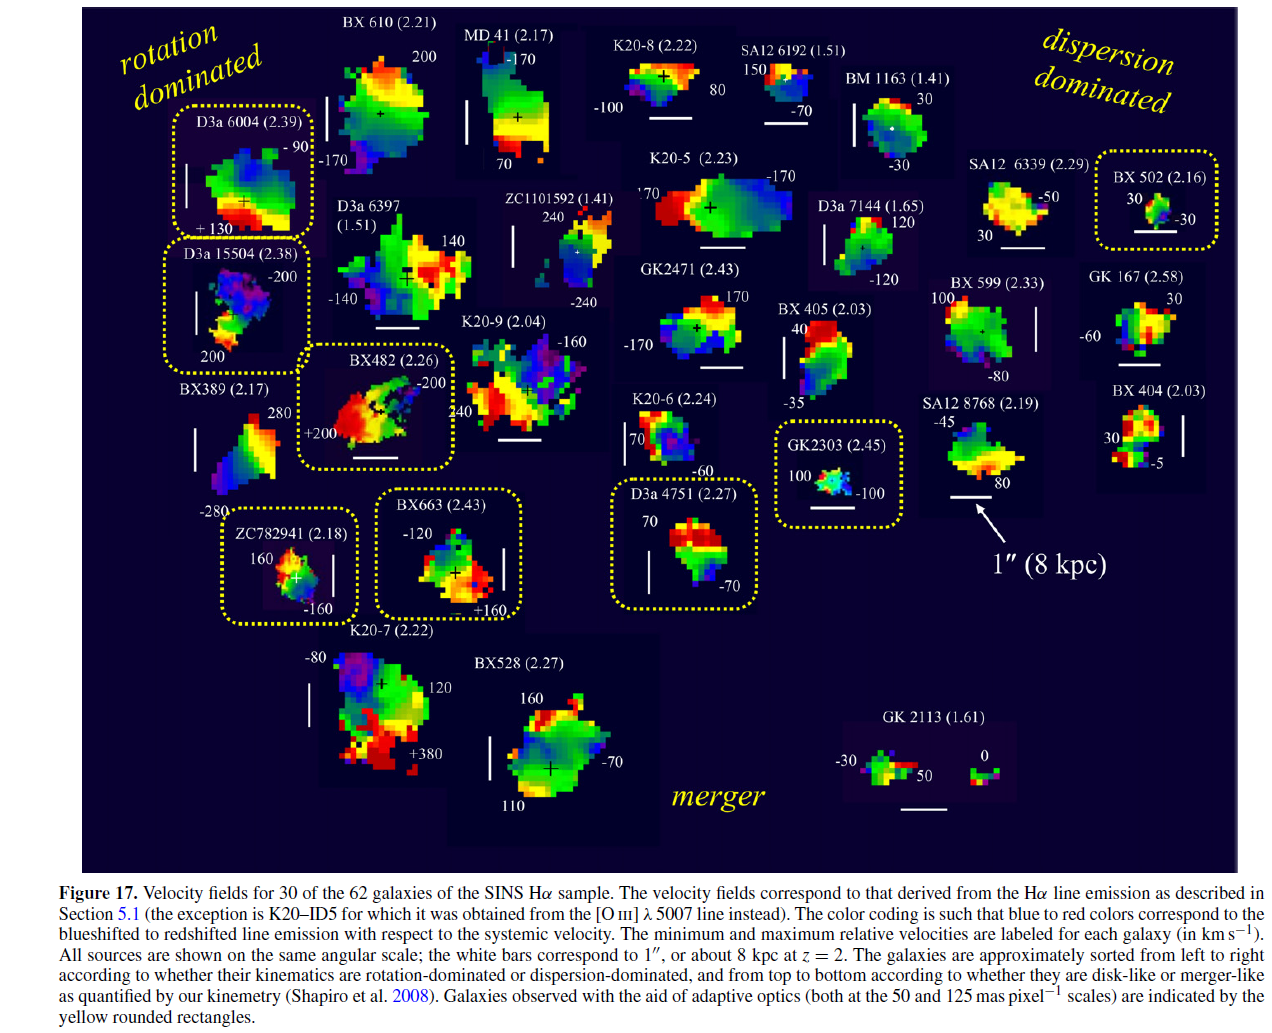 rotation
dominated
BX 610 (2.21)
200
-170
MD 41 (2.17)
-170
70
K20-8 (2.22)
-100
80
SA12 6192 (1.51)
150
-70
dispersion
dominated
BM 1163 (1.41)
30
-30
D3a 6004 (2.39)
- 90
+ 130
K20-5 (2.23)
170
-170
SA12 6339 (2.29)
-50
30
BX 502 (2.16)
30
-30
D3a 6397
(1.51)
140
-140
ZC1101592 (1.41)
240
-240
D3a 7144 (1.65)
120
-120
D3a 15504 (2.38)
-200
200
GK2471 (2.43)
170
-170
BX 599 (2.33)
100
-80
GK 167 (2.58)
30
-60
K20-9 (2.04)
-160
240
BX 405 (2.03)
40
-35
BX482 (2.26)
-200
+200
BX389 (2.17)
280
-280
K20-6 (2.24)
70
-60
SA12 8768 (2.19)
-45
80
BX 404 (2.03)
30
-5
GK2303 (2.45)
100
-100
ZC782941 (2.18)
160
-160
BX663 (2.43)
-120
+160
D3a 4751 (2.27)
70
-70
1″ (8 kpc)
K20-7 (2.22)
-80
120
+380
BX528 (2.27)
160
-70
110
merger
GK 2113 (1.61)
-30
50
0
Figure 17. Velocity fields for 30 of the 62 galaxies of the SINS Hα sample. The velocity fields correspond to that derived from the Hα line emission as described in
Section 5.1 (the exception is K20–ID5 for which it was obtained from the [O III] λ 5007 line instead). The color coding is such that blue to red colors correspond to the
blueshifted to redshifted line emission with respect to the systemic velocity. The minimum and maximum relative velocities are labeled for each galaxy (in km s⁻¹).
All sources are shown on the same angular scale; the white bars correspond to 1″, or about 8 kpc at z = 2. The galaxies are approximately sorted from left to right
according to whether their kinematics are rotation-dominated or dispersion-dominated, and from top to bottom according to whether they are disk-like or merger-like
as quantified by our kinemetry (Shapiro et al. 2008). Galaxies observed with the aid of adaptive optics (both at the 50 and 125 mas pixel⁻¹ scales) are indicated by the
yellow rounded rectangles.